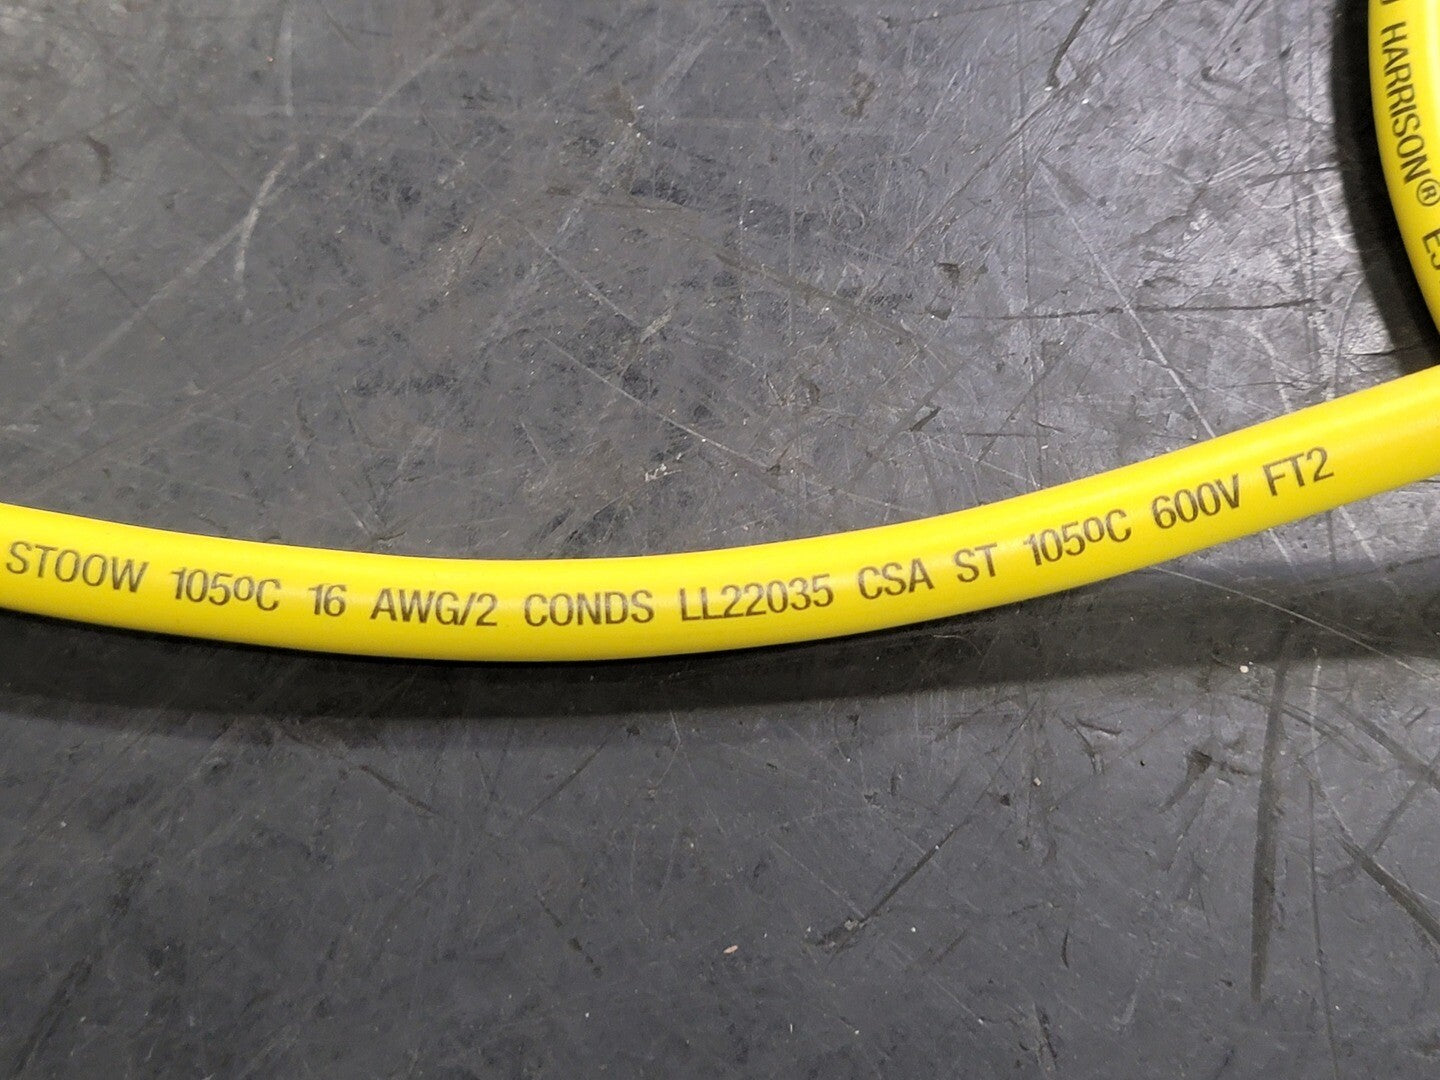 HARRISON®
STOOW 105ºC 16 AWG/2 CONDS LL22035 CSA ST 105ºC 600V FT2